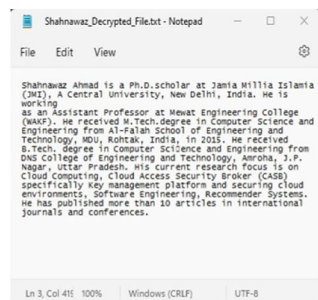 Shahnawaz_Decrypted_File.txt - Notepad
File Edit View
Shahnawaz Ahmad is a Ph.D.scholar at Jamia Millia Islamia
(JMI), A Central University, New Delhi, India. He is
working
as an Assistant Professor at Mewat Engineering College
(WAKF). He received M.Tech.degree in Computer Science and
Engineering from Al-Falah School of Engineering and
Technology, MDU, Rohtak, India, in 2015. He received
B.Tech. degree in Computer Science and Engineering from
DNS College of Engineering and Technology, Amroha, J.P.
Nagar, Uttar Pradesh. His current research focus is on
Cloud Computing, Cloud Access Security Broker (CASB)
specifically Key management platform and securing cloud
environments, Software Engineering, Recommender Systems.
He has published more than 10 articles in international
journals and conferences.
Ln 3, Col 419 100% Windows (CRLF) UTF-8